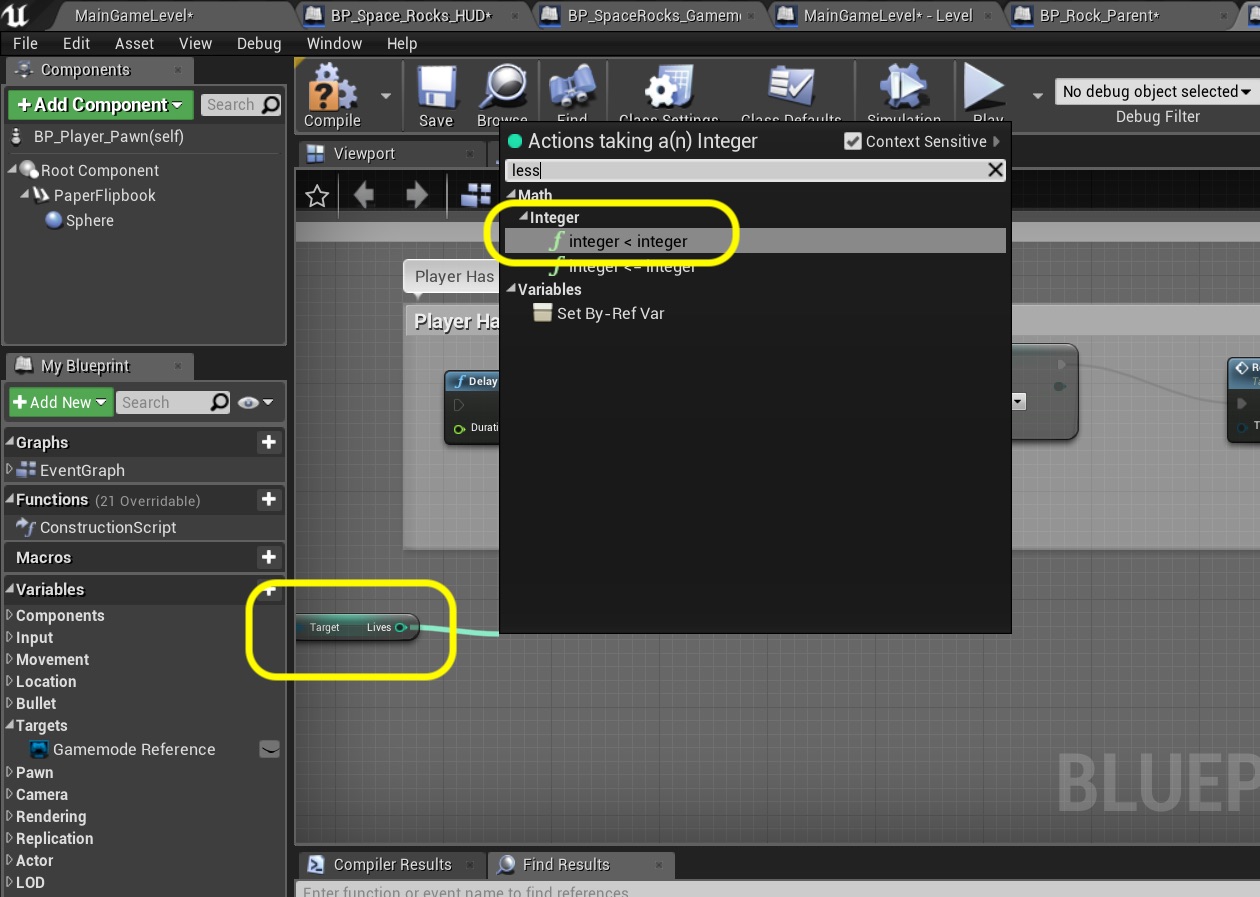 MainGameLevel*
BP_Space_Rocks_HUD*
BP_SpaceRocks_Gamem
MainGameLevel* - Level
BP_Rock_Parent*
File Edit Asset View Debug Window Help
Components
+Add Component
Search
BP_Player_Pawn(self)
Root Component
PaperFlipbook
Sphere
My Blueprint
+Add New
Search
Graphs
EventGraph
Functions (21 Overridable)
ConstructionScript
Macros
Variables
Components
Input
Movement
Location
Bullet
Targets
Gamemode Reference
Pawn
Camera
Rendering
Replication
Actor
LOD
Compile
Save
Browse
Find
Class Settings
Class Defaults
Simulation
Play
No debug object selected
Debug Filter
Viewport
Actions taking a(n) Integer
Context Sensitive
less
Math
Integer
integer < integer
integer <= integer
Variables
Set By-Ref Var
Player Has
Player Ha
Delay
Durati
Target Lives
BLUEP
Compiler Results
Find Results
Enter function or event name to find references